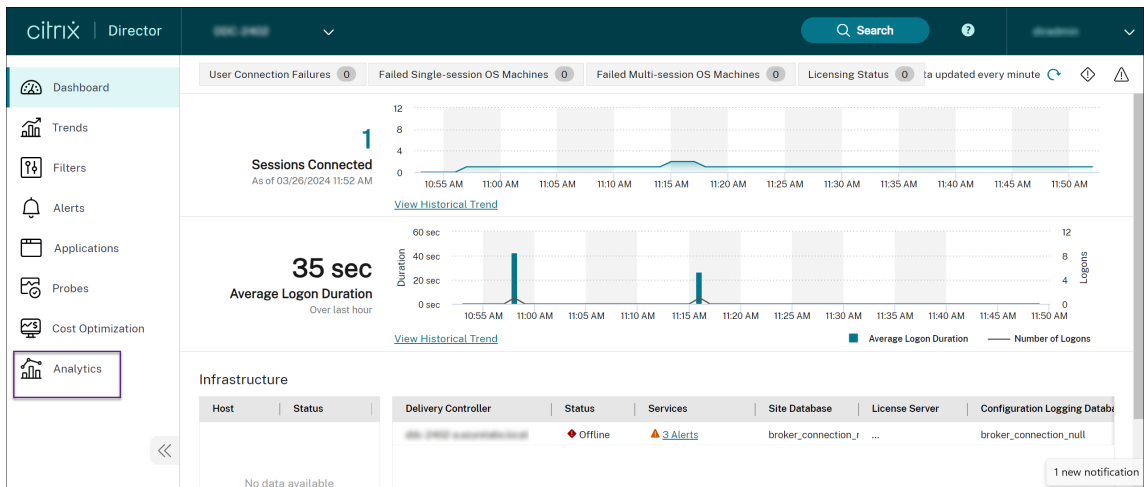 citrix | Director
Search
?
User Connection Failures 0
Failed Single-session OS Machines 0
Failed Multi-session OS Machines 0
Licensing Status 0
ta updated every minute
Dashboard
Trends
Filters
Alerts
Applications
Probes
Cost Optimization
Analytics
1
Sessions Connected
As of 03/26/2024 11:52 AM
12
8
4
0
10:55 AM 11:00 AM 11:05 AM 11:10 AM 11:15 AM 11:20 AM 11:25 AM 11:30 AM 11:35 AM 11:40 AM 11:45 AM 11:50 AM
View Historical Trend
35 sec
Average Logon Duration
Over last hour
Duration
60 sec
40 sec
20 sec
0 sec
12
8
4
0
Logons
10:55 AM 11:00 AM 11:05 AM 11:10 AM 11:15 AM 11:20 AM 11:25 AM 11:30 AM 11:35 AM 11:40 AM 11:45 AM 11:50 AM
View Historical Trend
Average Logon Duration
Number of Logons
Infrastructure
Host Status
No data available
Delivery Controller Status Services Site Database License Server Configuration Logging Databa
Offline 3 Alerts broker_connection_r ... broker_connection_null
1 new notification